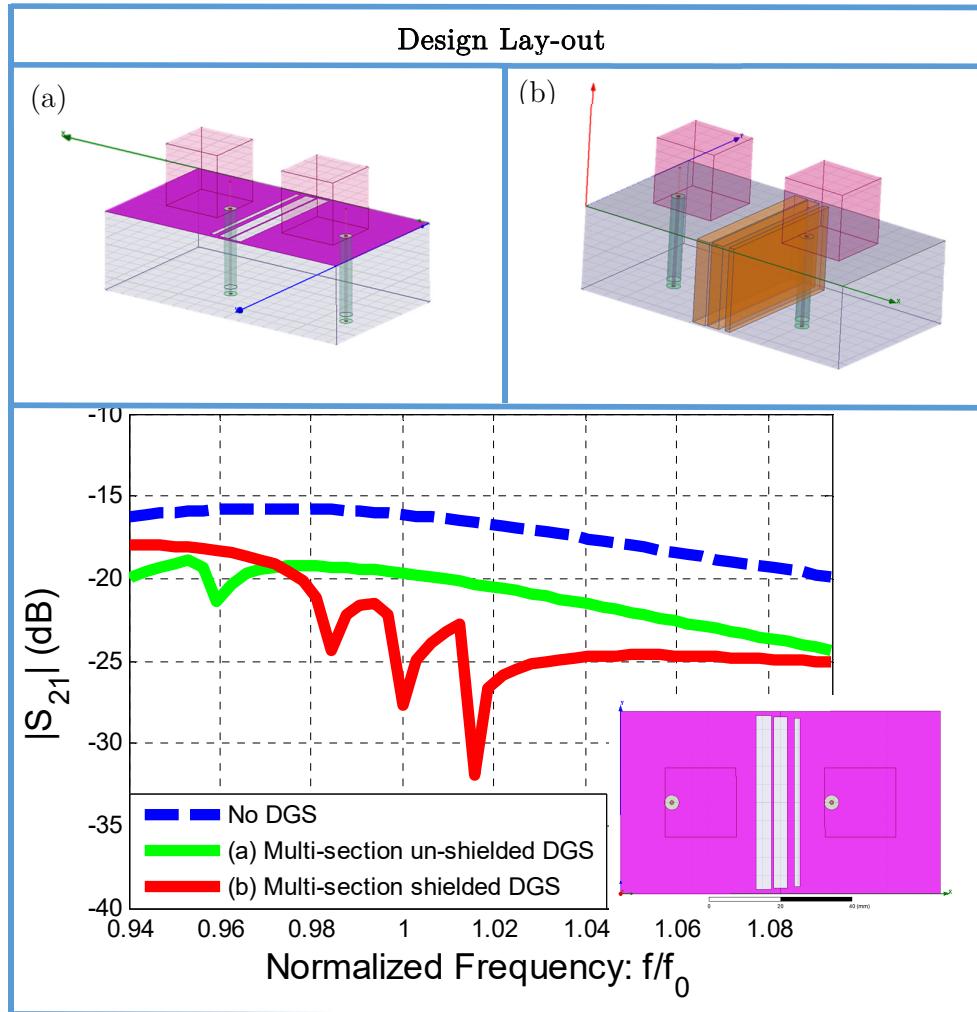 Design Lay-out
(a)
(b)
-10
-15
-20
-25
-30
-35
-40
|S21| (dB)
No DGS
(a) Multi-section un-shielded DGS
(b) Multi-section shielded DGS
0 20 40 (mm)
0.94 0.96 0.98 1 1.02 1.04 1.06 1.08
Normalized Frequency: f/f0